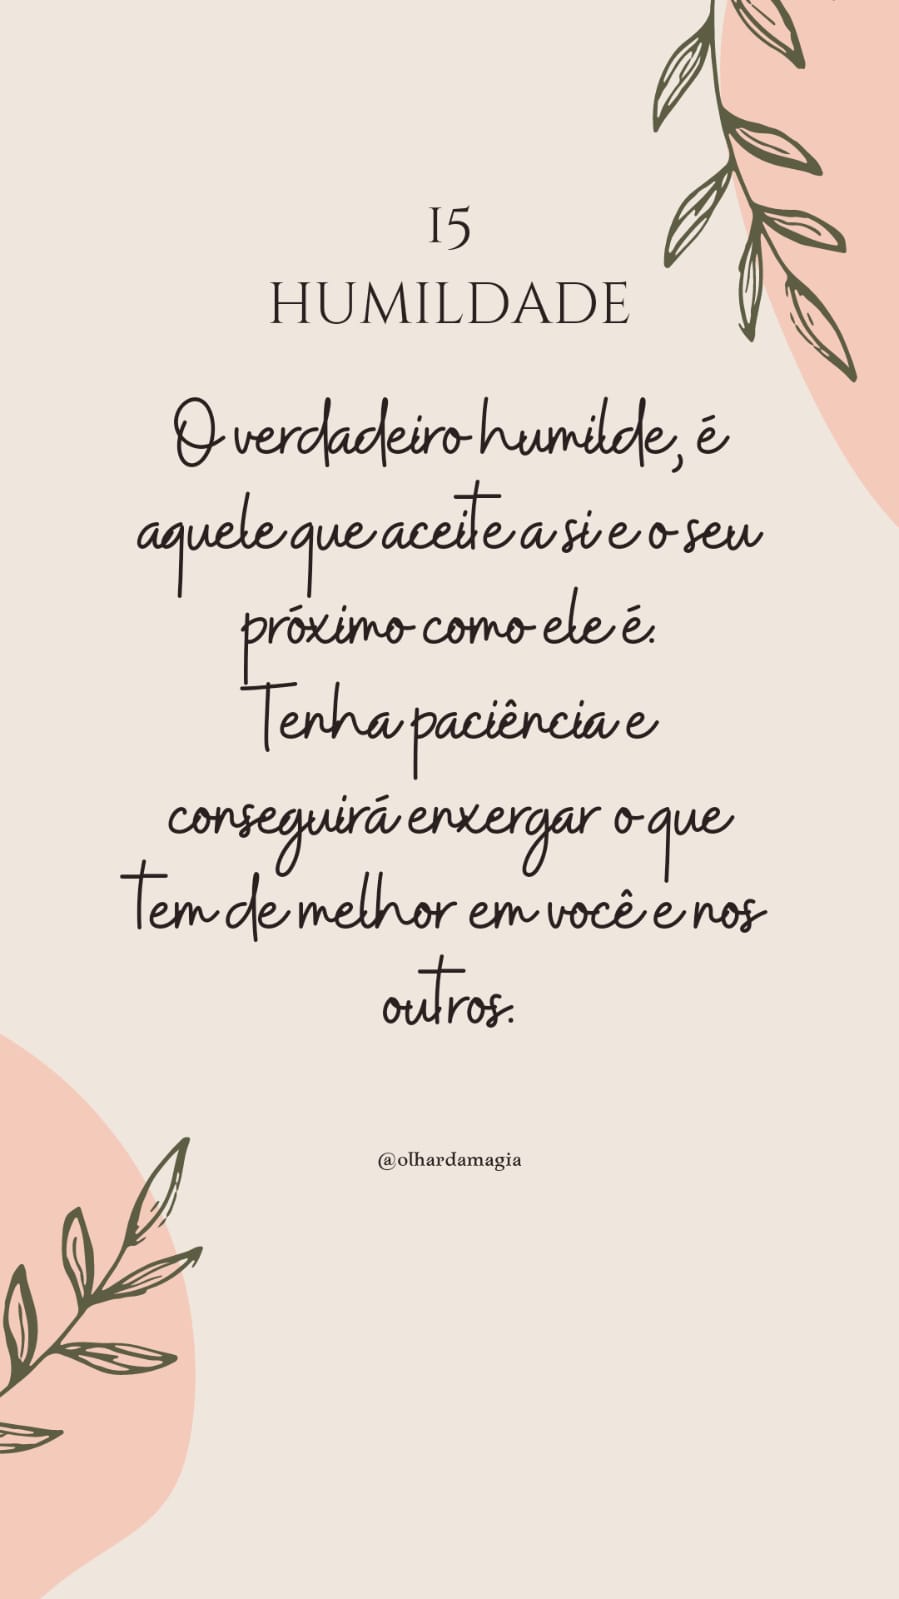 15
HUMILDADE
O verdadeiro humilde, é
aquele que aceite a si e o seu
próximo como ele é.
Tenha paciência e
conseguirá enxergar o que
tem de melhor em você e nos
outros.
@olhardamagia